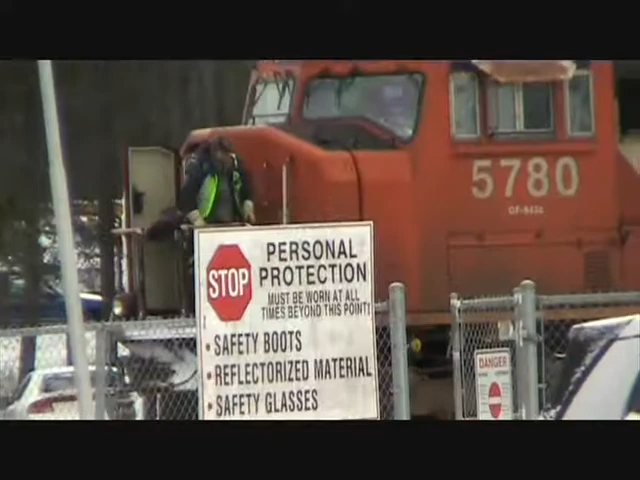 5780
STOP
PERSONAL
PROTECTION
MUST BE WORN AT ALL
TIMES BEYOND THIS POINT!
• SAFETY BOOTS
• REFLECTORIZED MATERIAL
• SAFETY GLASSES
DANGER